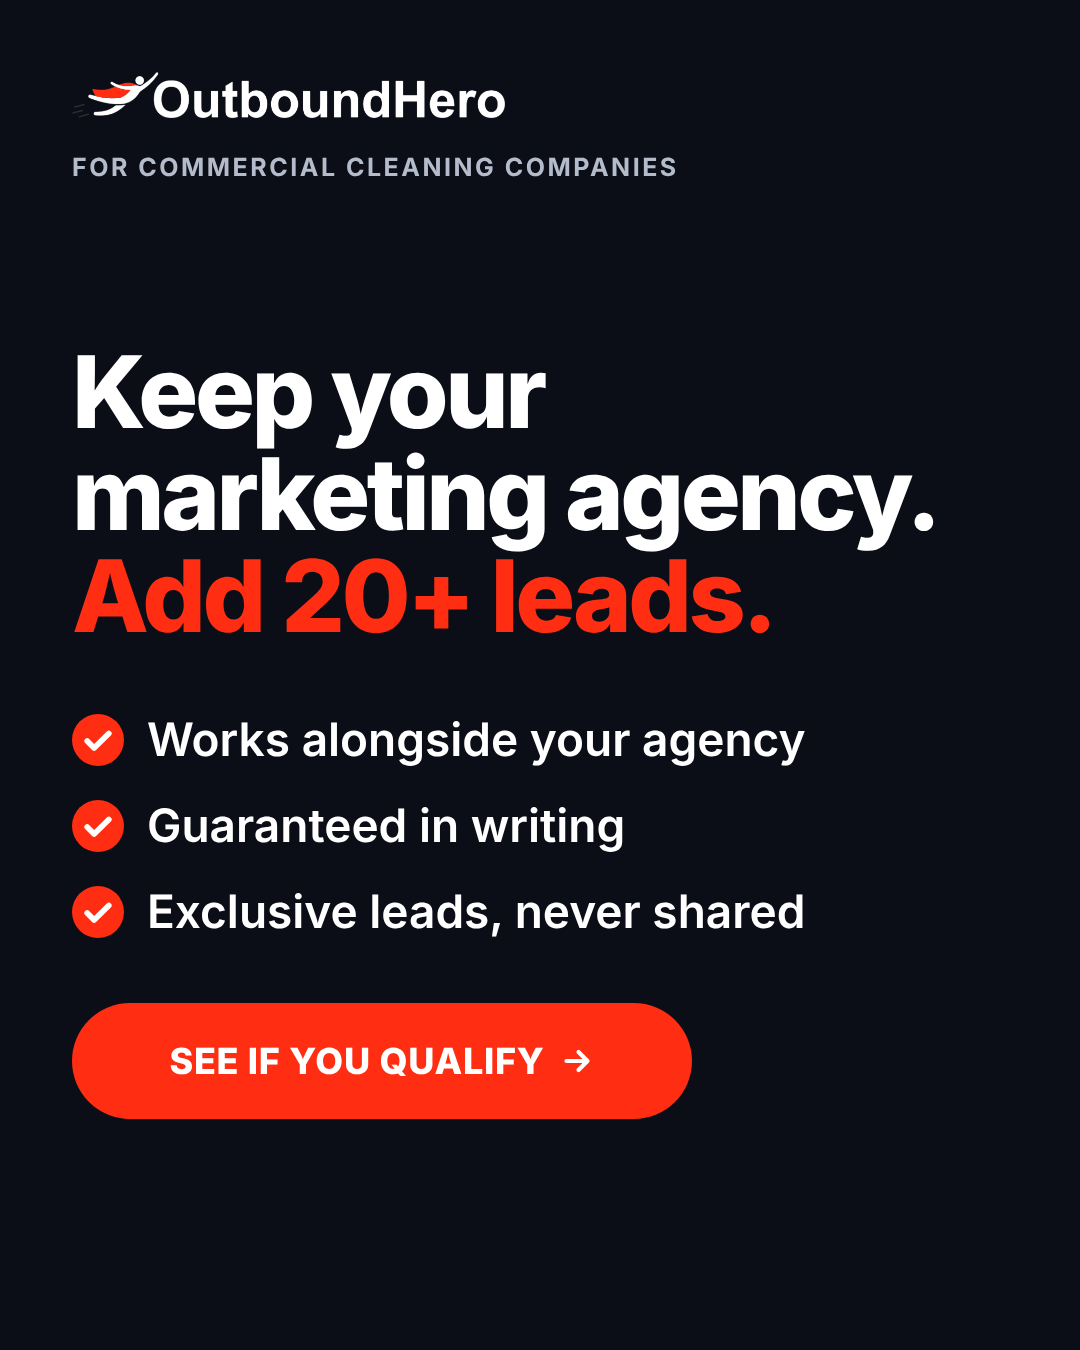 OutboundHero
FOR COMMERCIAL CLEANING COMPANIES
Keep your
marketing agency.
Add 20+ leads.
Works alongside your agency
Guaranteed in writing
Exclusive leads, never shared
SEE IF YOU QUALIFY →